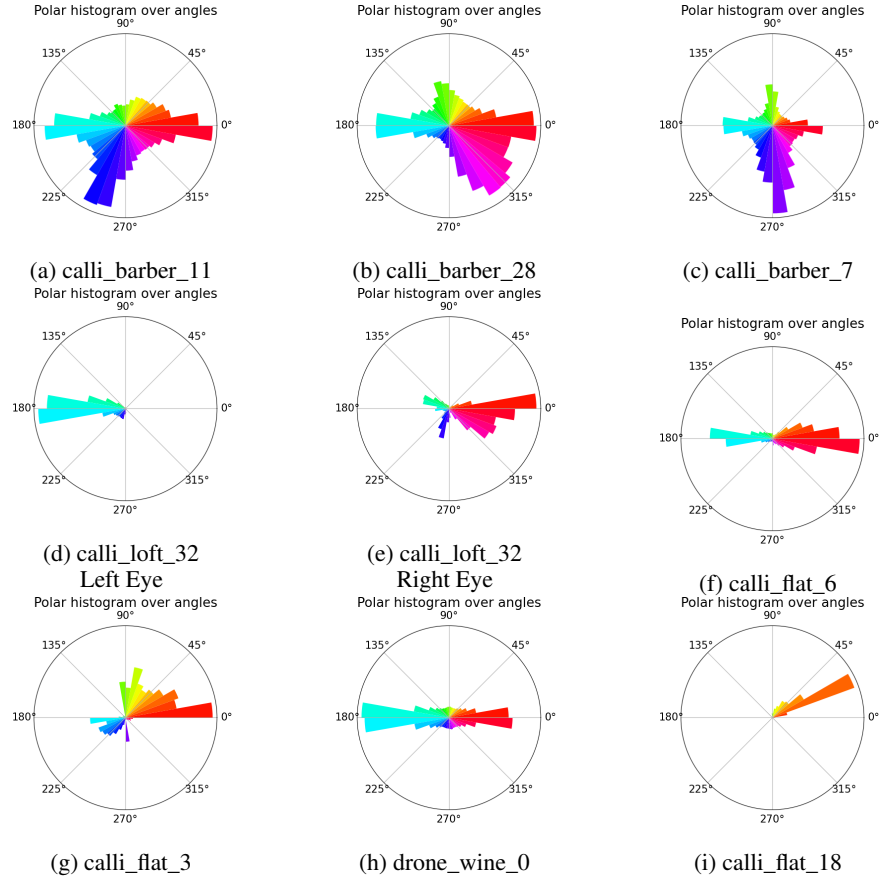 Polar histogram over angles Polar histogram over angles Polar histogram over angles
90° 90° 90°
135° 45° 135° 45° 135° 45°
180° 0° 180° 0° 180° 0°
225° 315° 225° 315° 225° 315°
270° 270° 270°
(a) calli_barber_11 (b) calli_barber_28 (c) calli_barber_7
Polar histogram over angles Polar histogram over angles
90° 90°
Polar histogram over angles
135° 45° 135° 45°
90°
135° 45°
180° 0° 180° 0°
180° 0°
225° 315° 225° 315°
225° 315°
270° 270°
270°
(d) calli_loft_32 (e) calli_loft_32
Left Eye Right Eye (f) calli_flat_6
Polar histogram over angles Polar histogram over angles Polar histogram over angles
90° 90° 90°
135° 45° 135° 45° 135° 45°
180° 0° 180° 0° 180° 0°
225° 315° 225° 315° 225° 315°
270° 270° 270°
(g) calli_flat_3 (h) drone_wine_0 (i) calli_flat_18